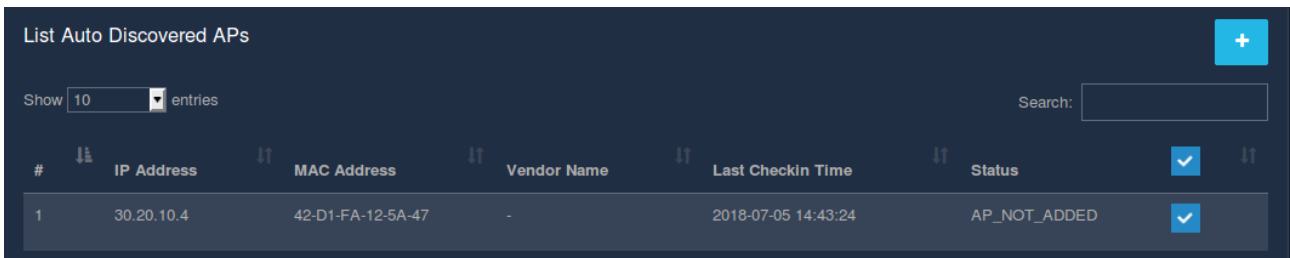 List Auto Discovered APs
+
Show 10 entries
Search:
# IP Address MAC Address Vendor Name Last Checkin Time Status
1 30.20.10.4 42-D1-FA-12-5A-47 - 2018-07-05 14:43:24 AP_NOT_ADDED